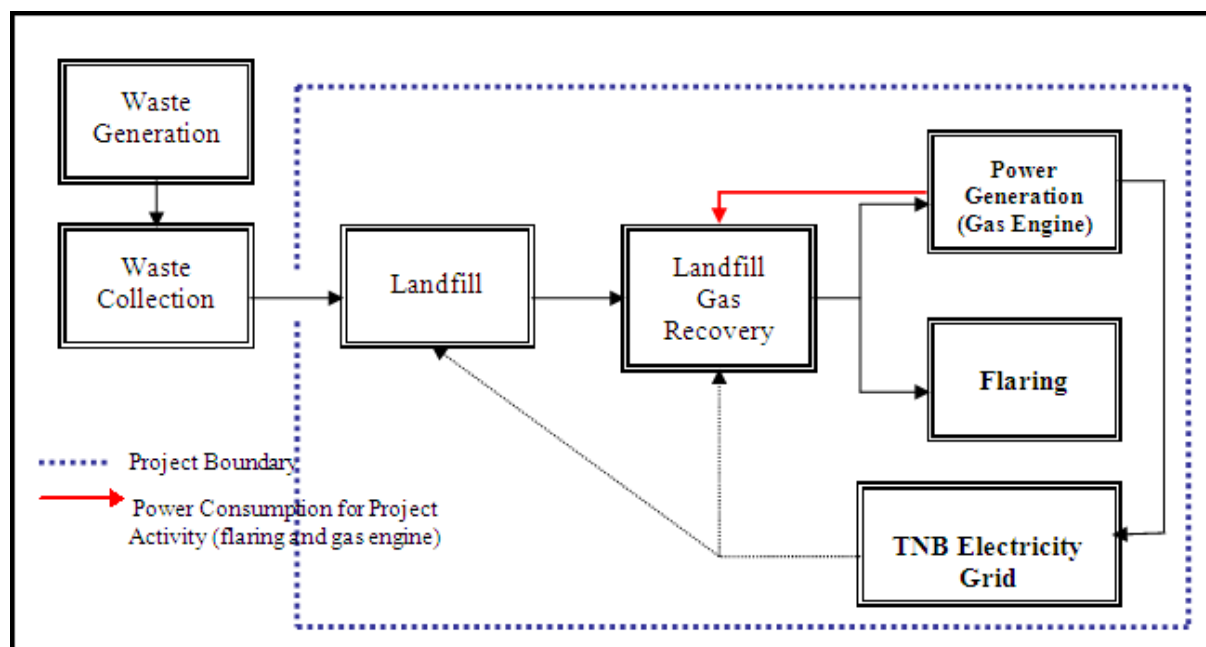 Waste
Generation
Waste
Collection
Landfill
Landfill
Gas
Recovery
Power
Generation
(Gas Engine)
Flaring
TNB Electricity
Grid
Project Boundary
Power Consumption for Project
Activity (flaring and gas engine)